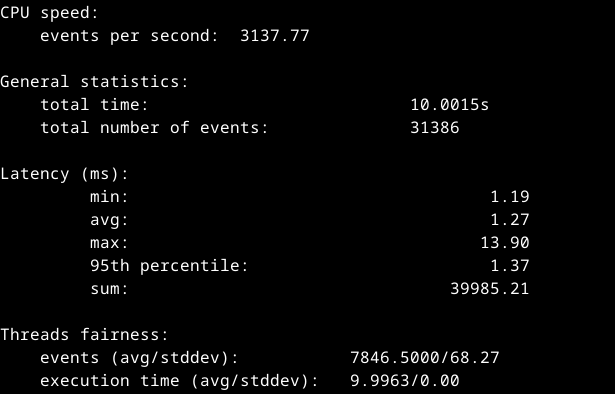 CPU speed:
    events per second:  3137.77

General statistics:
    total time:                          10.0015s
    total number of events:              31386

Latency (ms):
         min:                                    1.19
         avg:                                    1.27
         max:                                   13.90
         95th percentile:                        1.37
         sum:                                39985.21

Threads fairness:
    events (avg/stddev):           7846.5000/68.27
    execution time (avg/stddev):   9.9963/0.00